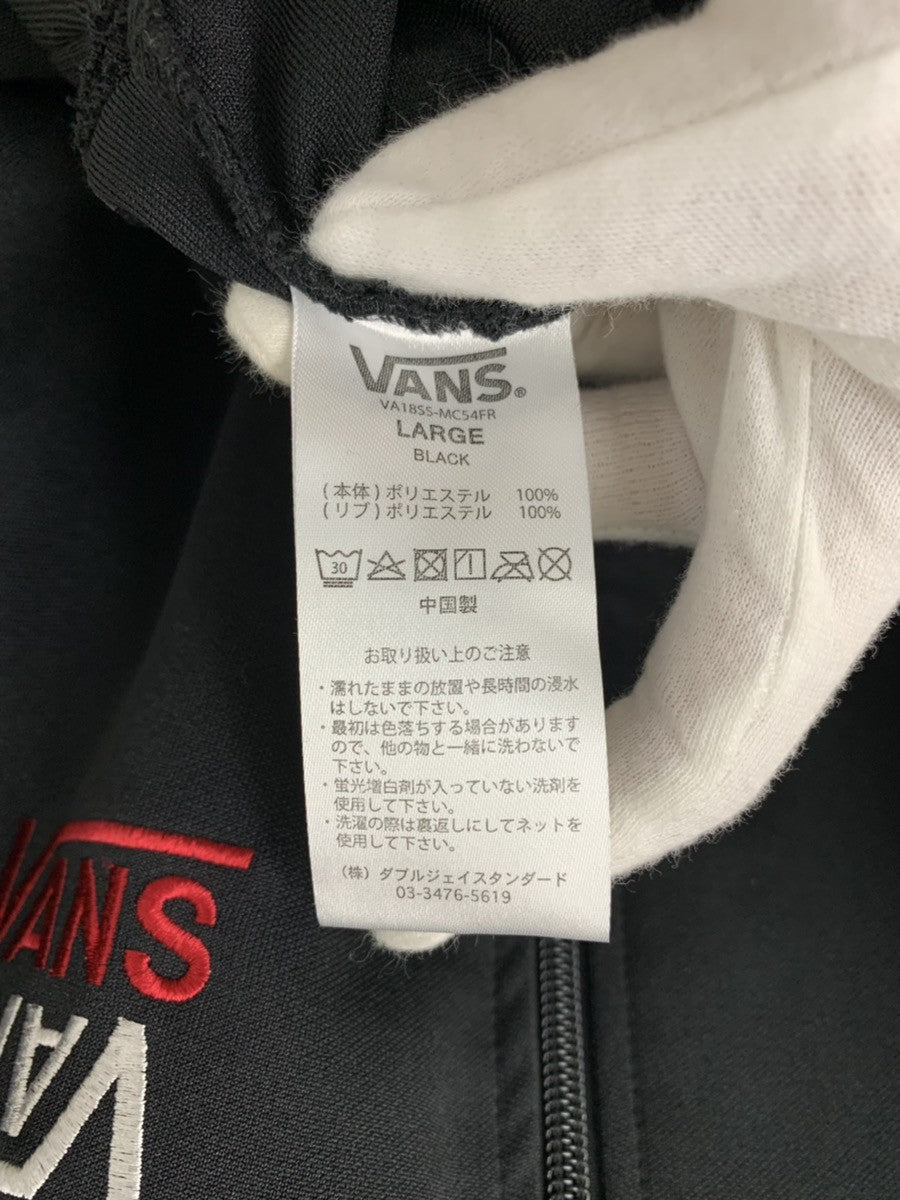 VANS®
VA18SS-MC54FR
LARGE
BLACK
(本体)ポリエステル 100%
(リブ)ポリエステル 100%
30
中国製
お取り扱い上のご注意
・濡れたままの放置や長時間の浸水
はしないで下さい。
・最初は色落ちする場合があります
ので、他の物と一緒に洗わないで
下さい。
・蛍光増白剤が入っていない洗剤を
使用して下さい。
・洗濯の際は裏返しにしてネットを
使用して下さい。
(株)ダブルジェイスタンダード
03-3476-5619
VANS
VA